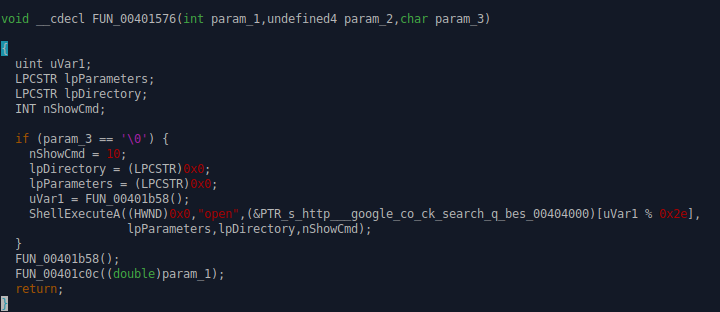 void __cdecl FUN_00401576(int param_1,undefined4 param_2,char param_3)
{
uint uVar1;
LPCSTR lpParameters;
LPCSTR lpDirectory;
INT nShowCmd;
if (param_3 == '\0') {
nShowCmd = 10;
lpDirectory = (LPCSTR)0x0;
lpParameters = (LPCSTR)0x0;
uVar1 = FUN_00401b58();
ShellExecuteA((HWND)0x0,"open",(&PTR_s_http___google_co_ck_search_q_bes_00404000)[uVar1 % 0x2e],
lpParameters,lpDirectory,nShowCmd);
}
FUN_00401b58();
FUN_00401c0c((double)param_1);
return;
}